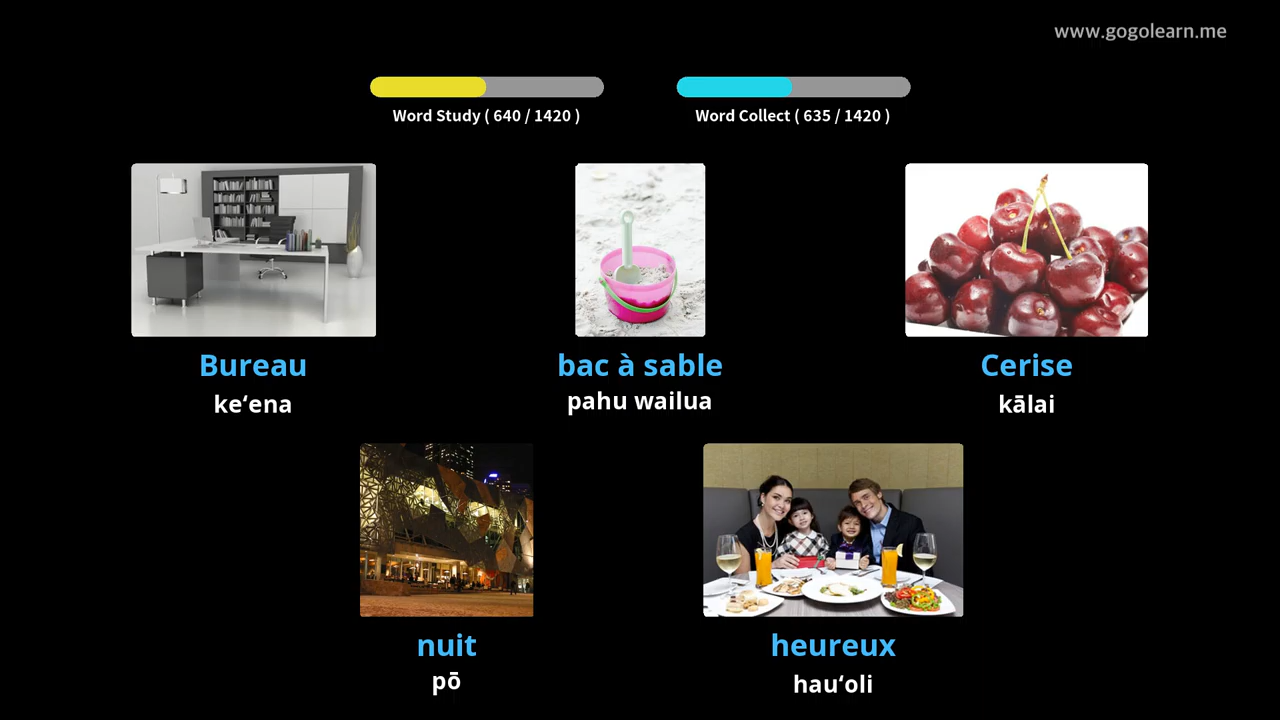 www.gogolearn.me
Word Study ( 640 / 1420 )
Word Collect ( 635 / 1420 )
Bureau
keʻena
bac à sable
pahu wailua
Cerise
kālai
nuit
pō
heureux
hauʻoli